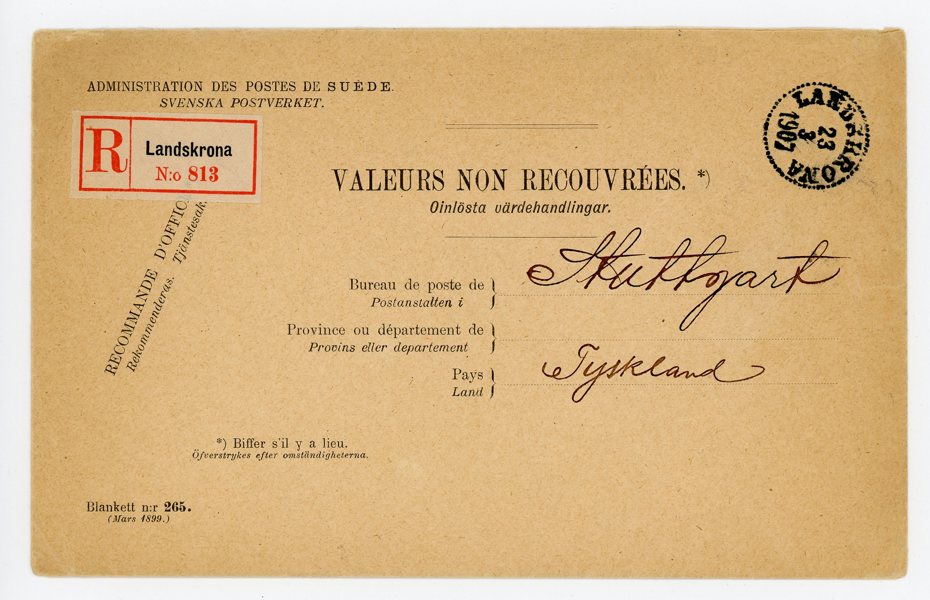 ADMINISTRATION DES POSTES DE SUÈDE.
SVENSKA POSTVERKET.
R
Landskrona
N:o 813
LANDSKRONA
23
3
1907
VALEURS NON RECOUVRÉES. *)
Oinlösta värdehandlingar.
RECOMMANDE D'OFFIC
Rekommenderas. Tjänstesak.
Bureau de poste de
Postanstalten i
Stuttgart
Province ou département de
Provins eller departement
Pays
Land
Tyskland
*) Biffer s'il y a lieu.
Öfverstrykes efter omständigheterna.
Blankett n:r 265.
(Mars 1899.)